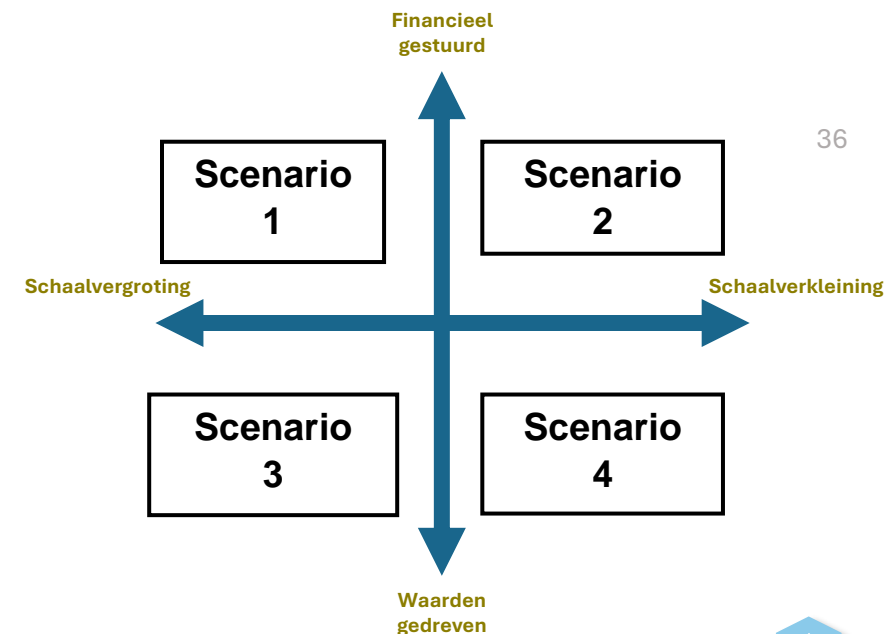 Financieel
gestuurd
36
Scenario
1
Scenario
2
Schaalvergroting
Schaalverkleining
Scenario
3
Scenario
4
Waarden
gedreven